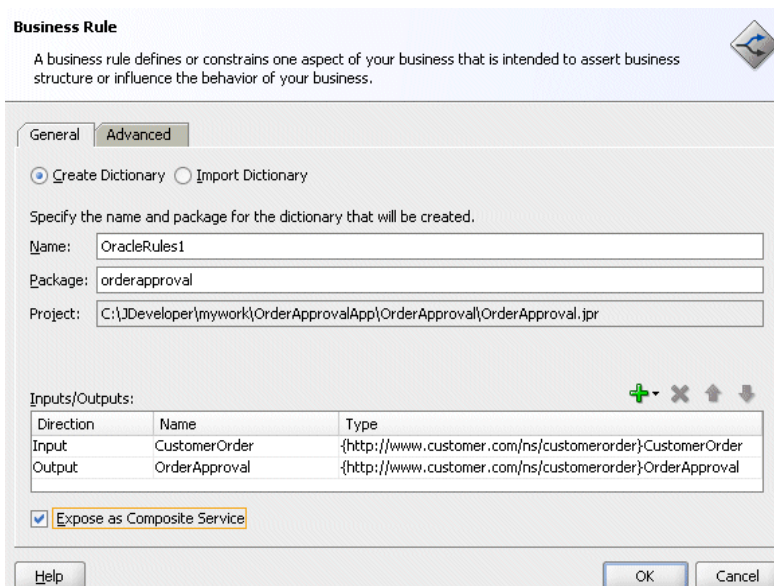 Business Rule
A business rule defines or constrains one aspect of your business that is intended to assert business
structure or influence the behavior of your business.
General Advanced
Create Dictionary Import Dictionary
Specify the name and package for the dictionary that will be created.
Name: OracleRules1
Package: orderapproval
Project: C:\JDeveloper\mywork\OrderApprovalApp\OrderApproval\OrderApproval.jpr
Inputs/Outputs:
Direction Name Type
Input CustomerOrder {http://www.customer.com/ns/customerorder}CustomerOrder
Output OrderApproval {http://www.customer.com/ns/customerorder}OrderApproval
Expose as Composite Service
Help OK Cancel